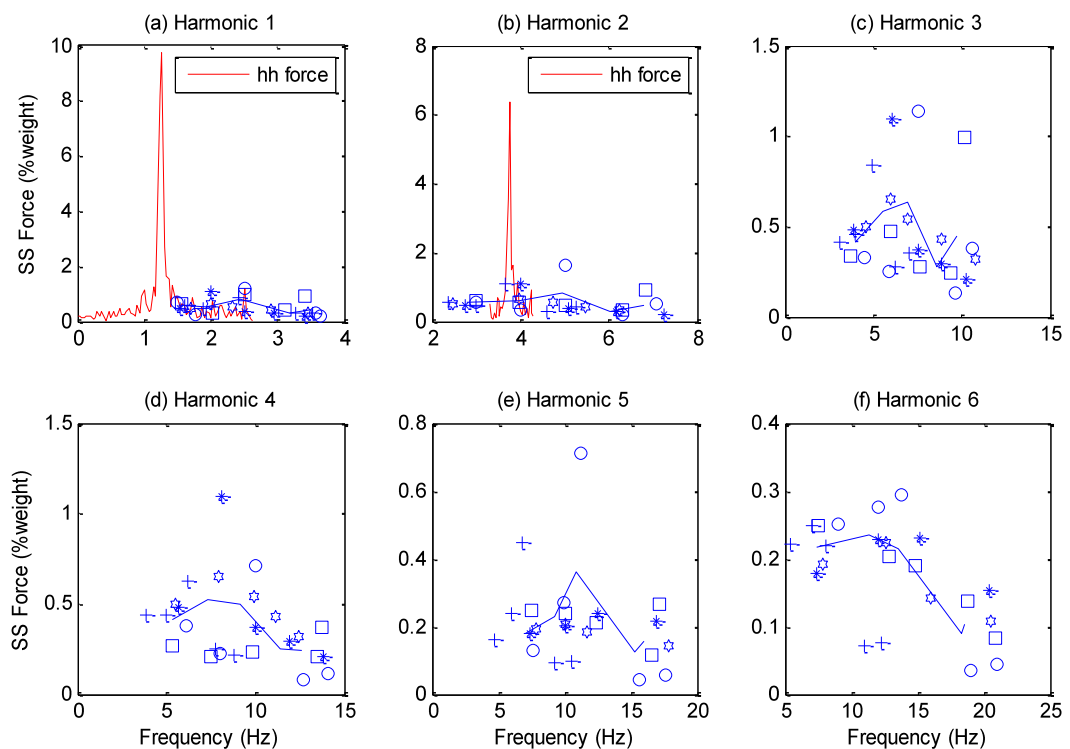 (a) Harmonic 1
(b) Harmonic 2
(c) Harmonic 3
10
8
6
4
2
0
0 1 2 3 4
SS Force (%weight)
hh force
8
6
4
2
0
2 4 6 8
hh force
1.5
1
0.5
0
0 5 10 15
(d) Harmonic 4
(e) Harmonic 5
(f) Harmonic 6
1.5
1
0.5
0
0 5 10 15
SS Force (%weight)
Frequency (Hz)
0.8
0.6
0.4
0.2
0
0 5 10 15 20
Frequency (Hz)
0.4
0.3
0.2
0.1
0
5 10 15 20 25
Frequency (Hz)